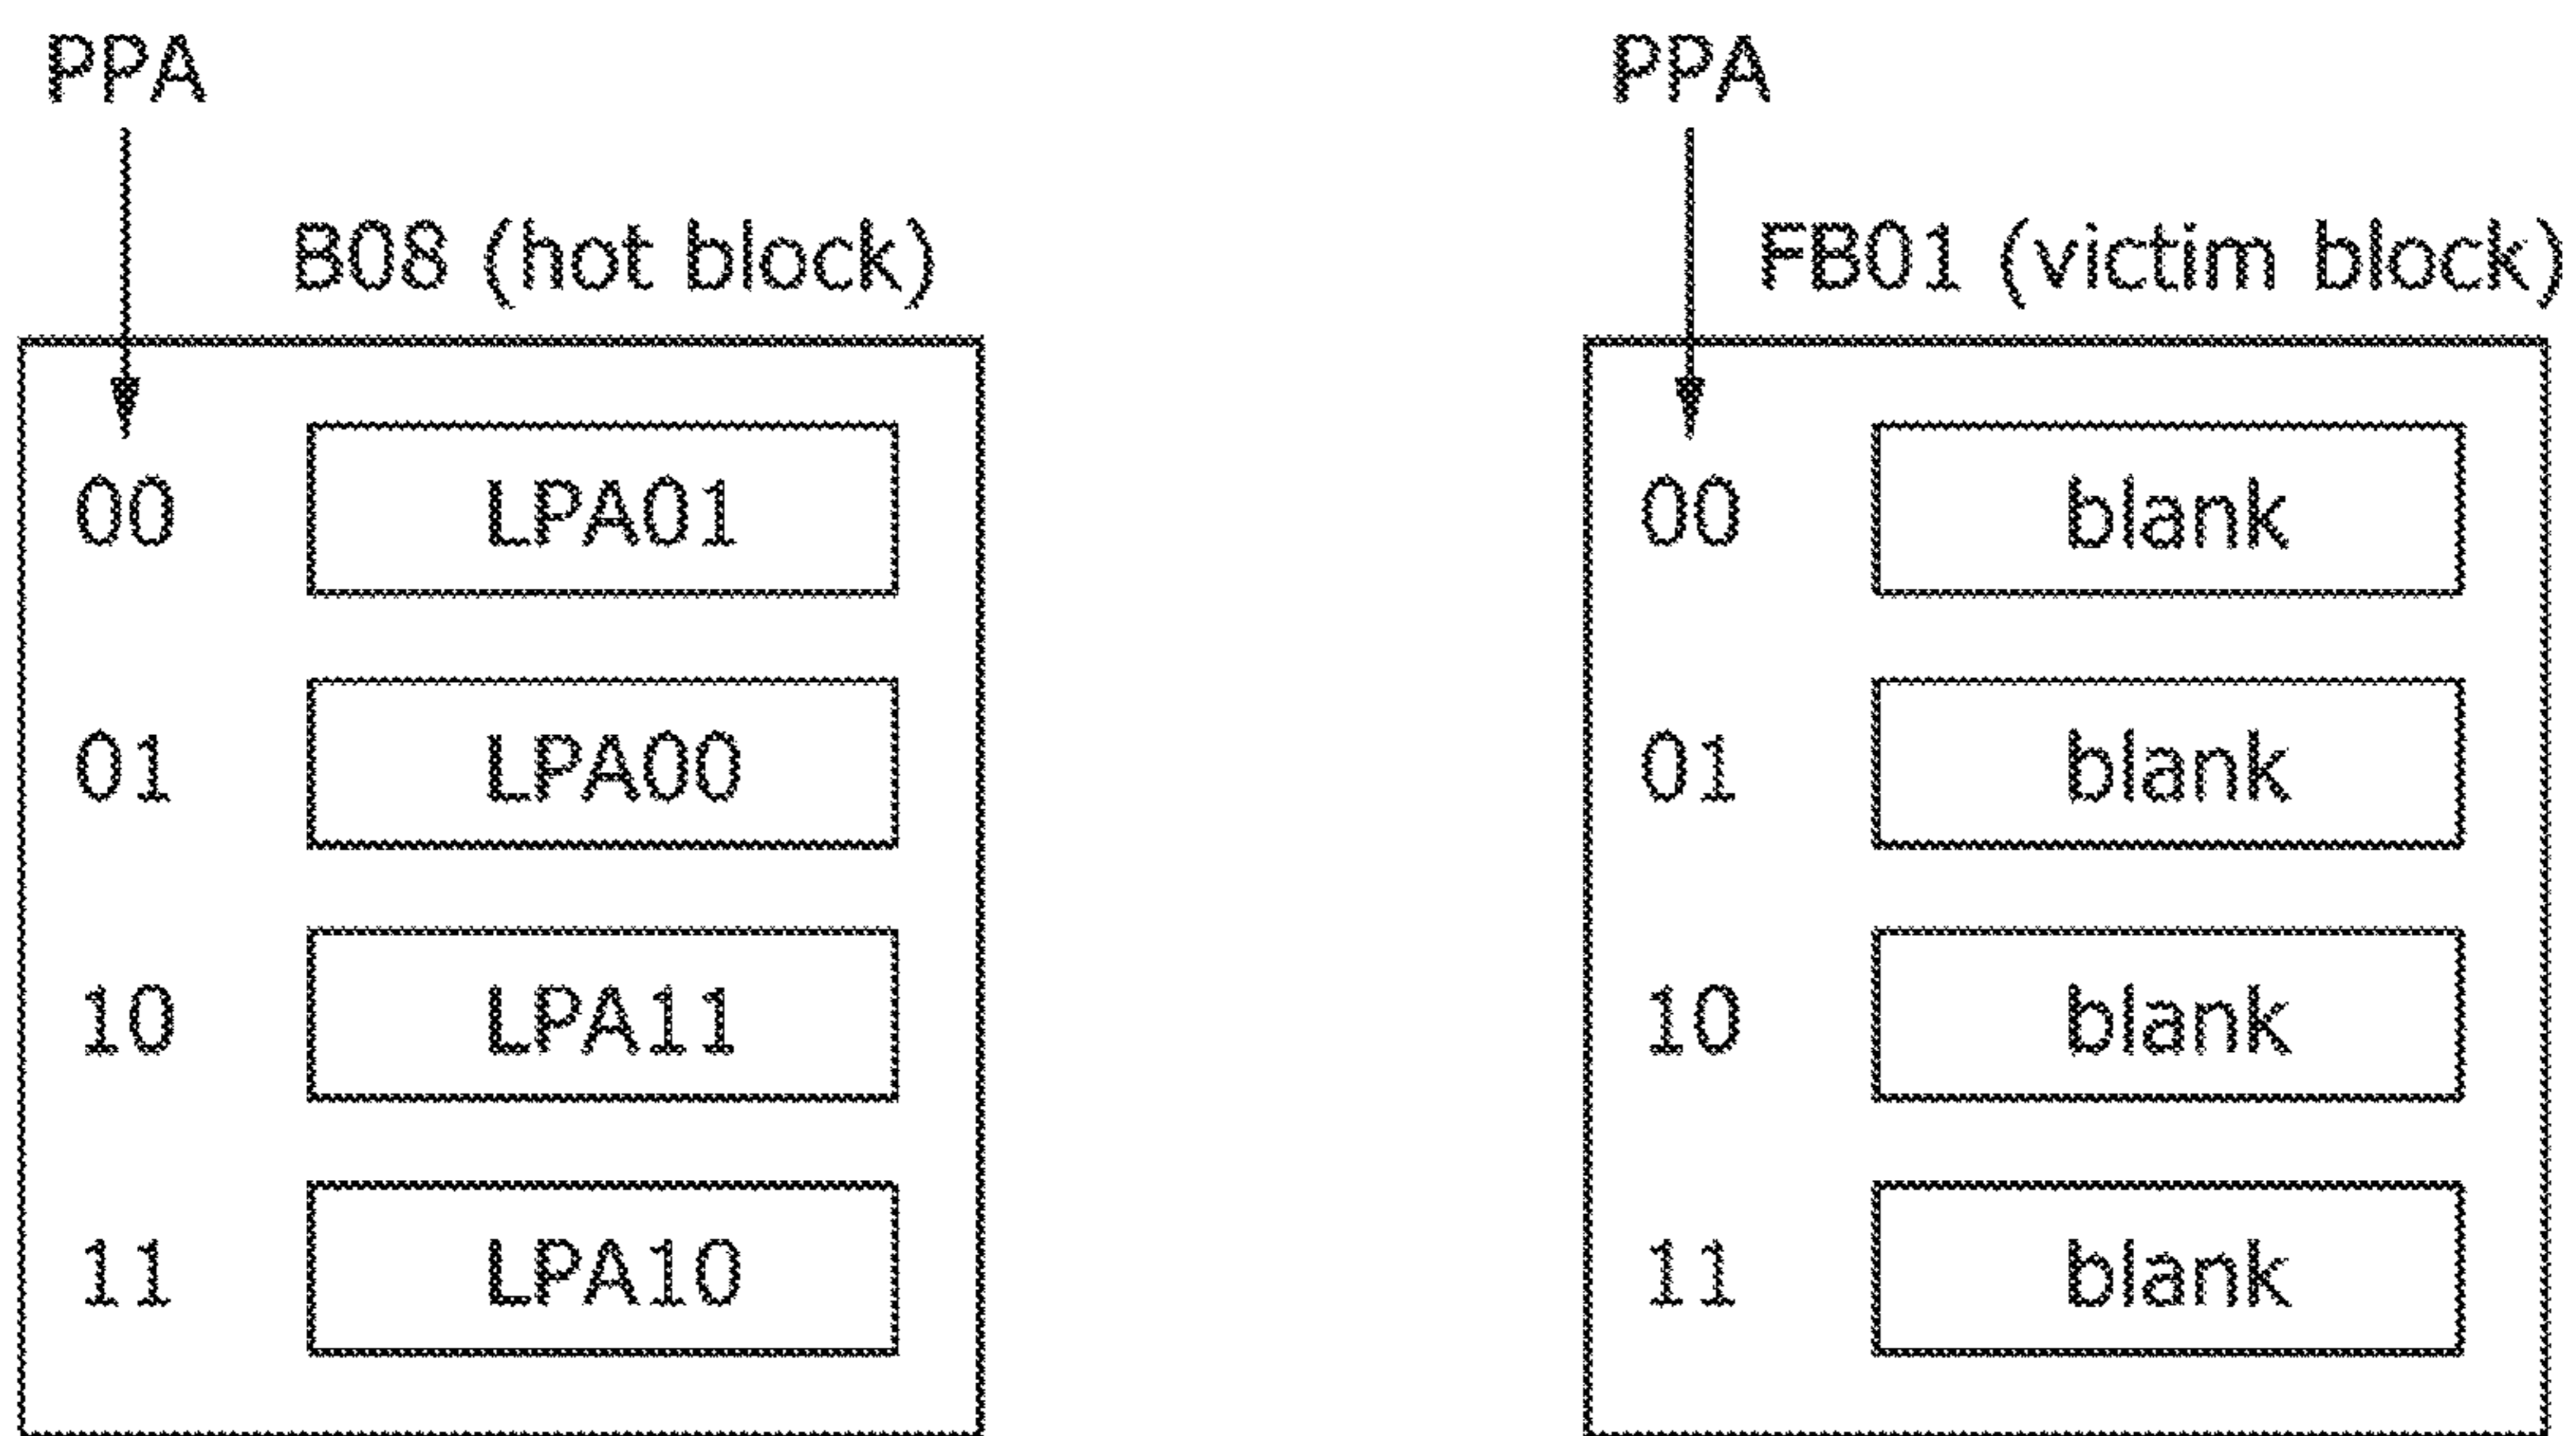 PPA
B08 (hot block)
00 LPA01
01 LPA00
10 LPA11
11 LPA10
PPA
FB01 (victim block)
00 blank
01 blank
10 blank
11 blank